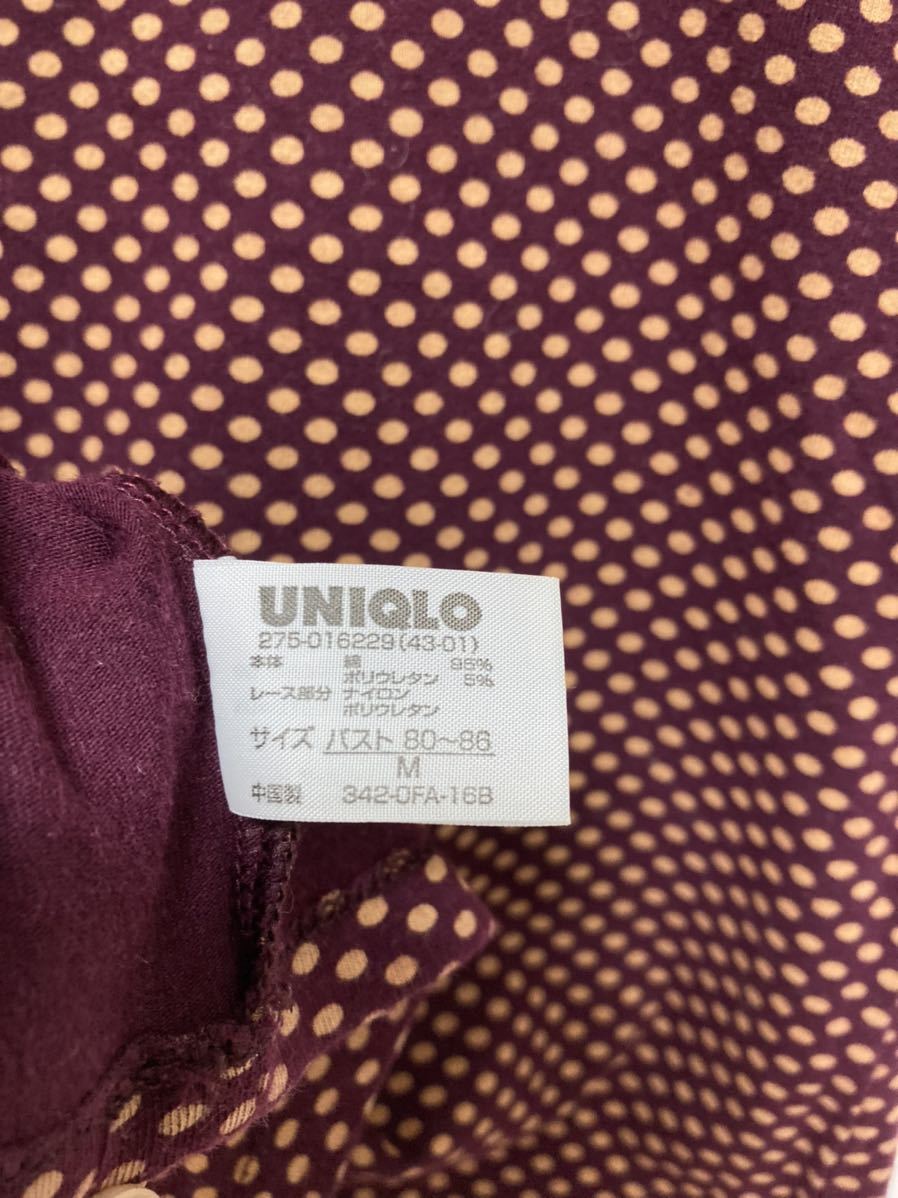 UNIQLO
275-016229(43-01)
本体 綿 95%
ポリウレタン 5%
レース部分 ナイロン
ポリウレタン
サイズ バスト 80～86
M
中国製 342-0FA-16B